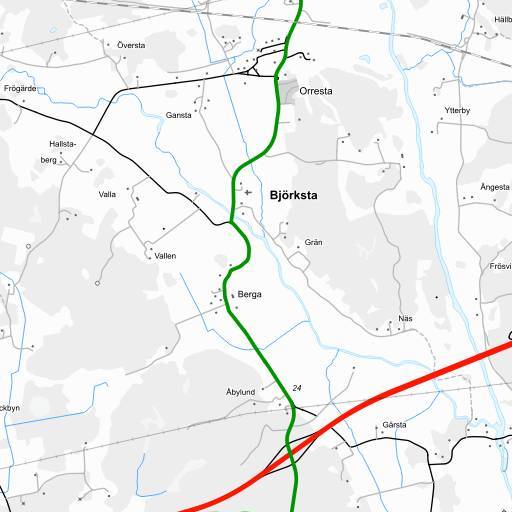 Hällb
Översta
Frögärde
Orresta
Gansta
Ytterby
Hallsta-
berg
Valla
Björksta
Ängesta
Grän
Vallen
Frösvi
Berga
Näs
24
Åbylund
ckbyn
Gärsta